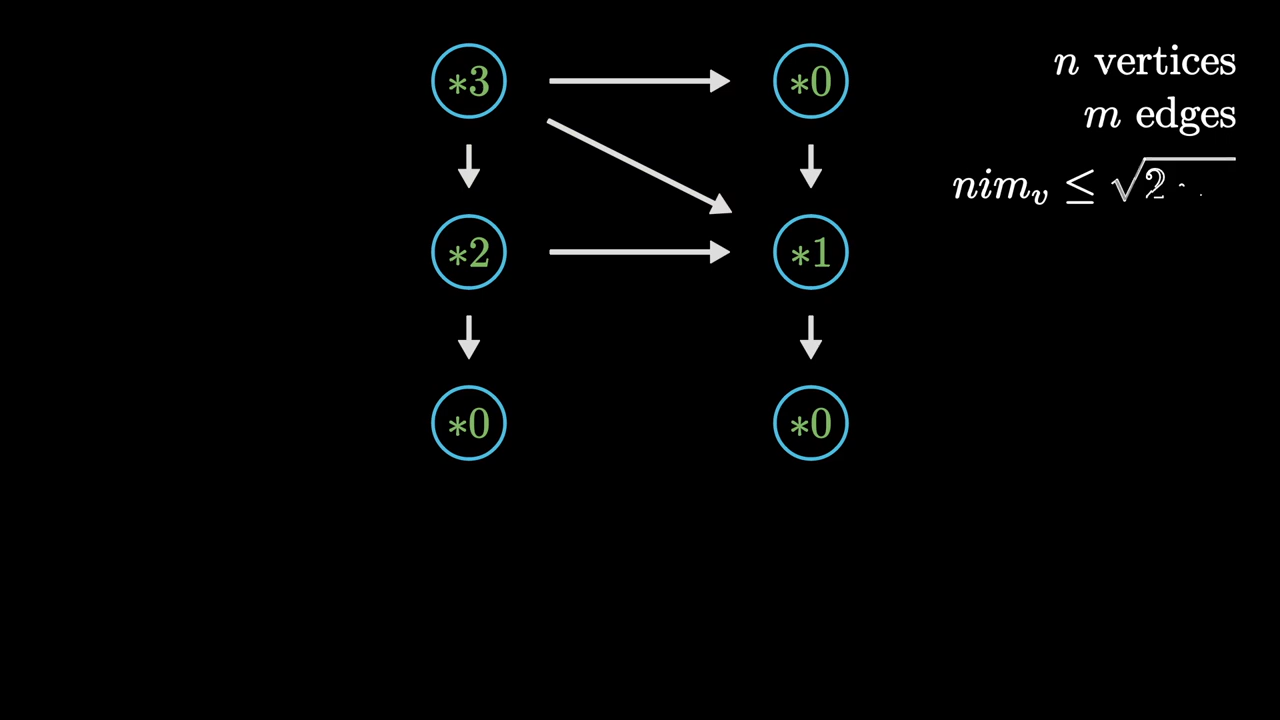 *3
*0
n vertices
m edges
nim_v ≤ √2 ·
*2
*1
*0
*0